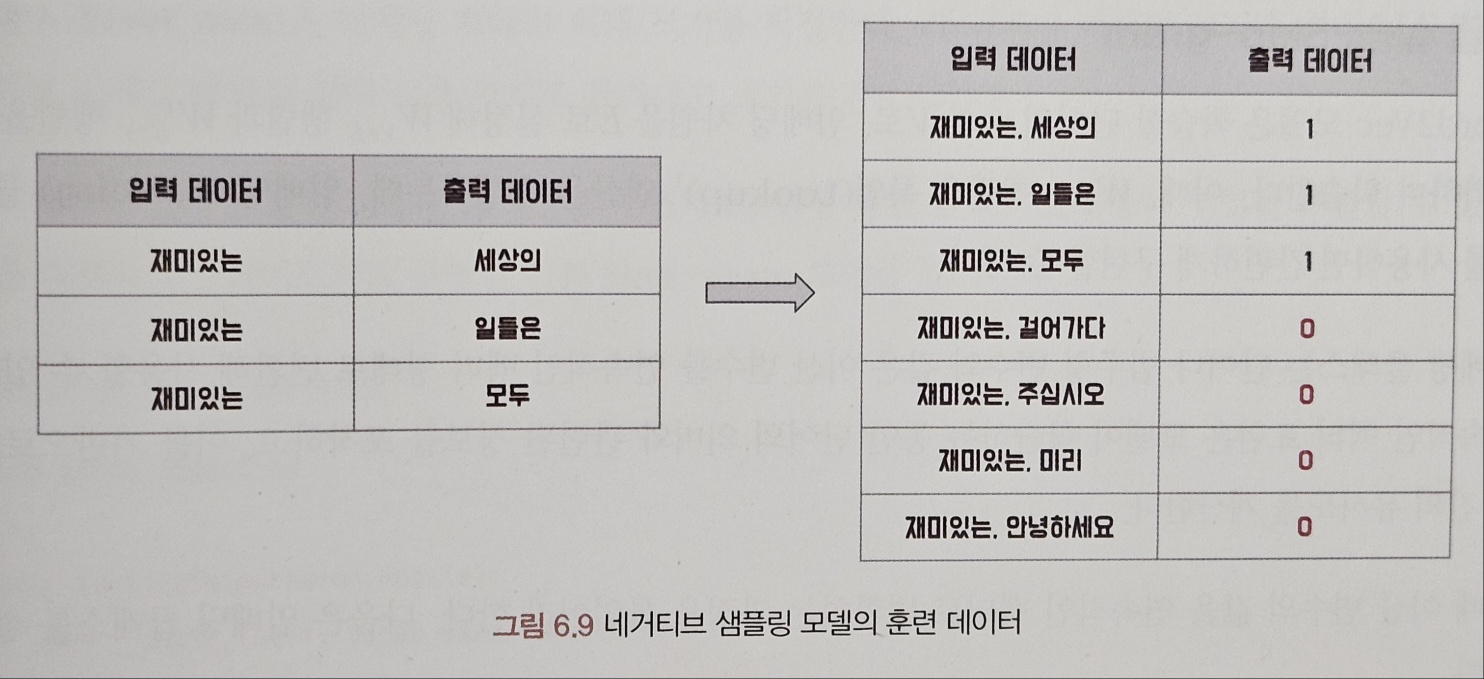 입력 데이터 출력 데이터
재미있는 세상의
재미있는 일들은
재미있는 모두
입력 데이터 출력 데이터
재미있는, 세상의 1
재미있는, 일들은 1
재미있는, 모두 1
재미있는, 걸어가다 0
재미있는, 주십시오 0
재미있는, 미리 0
재미있는, 안녕하세요 0
그림 6.9 네거티브 샘플링 모델의 훈련 데이터